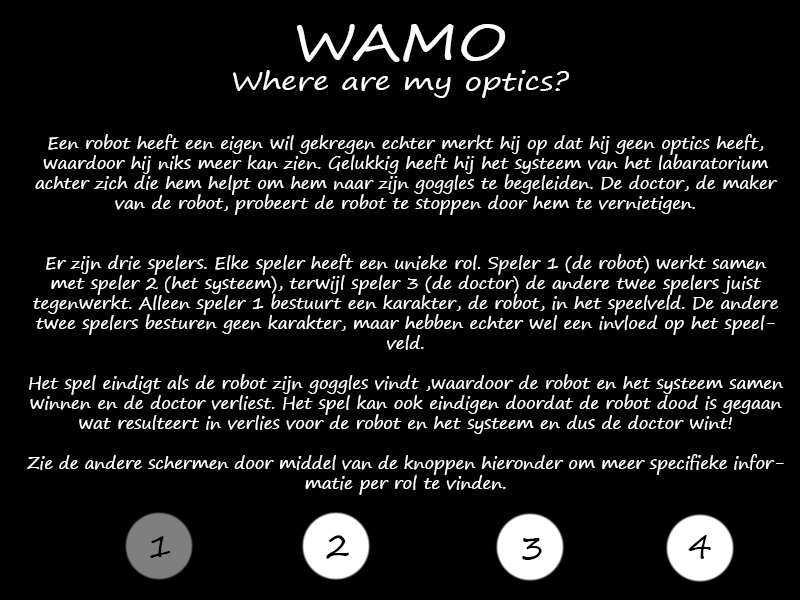 WAMO
Where are my optics?
Een robot heeft een eigen wil gekregen echter merkt hij op dat hij geen optics heeft,
waardoor hij niks meer kan zien. Gelukkig heeft hij het systeem van het labaratorium
achter zich die hem helpt om hem naar zijn goggles te begeleiden. De doctor, de maker
van de robot, probeert de robot te stoppen door hem te vernietigen.
Er zijn drie spelers. Elke speler heeft een unieke rol. Speler 1 (de robot) werkt samen
met speler 2 (het systeem), terwijl speler 3 (de doctor) de andere twee spelers juist
tegenwerkt. Alleen speler 1 bestuurt een karakter, de robot, in het speelveld. De andere
twee spelers besturen geen karakter, maar hebben echter wel een invloed op het speel-
veld.
Het spel eindigt als de robot zijn goggles vindt ,waardoor de robot en het systeem samen
winnen en de doctor verliest. Het spel kan ook eindigen doordat de robot dood is gegaan
wat resulteert in verlies voor de robot en het systeem en dus de doctor wint!
Zie de andere schermen door middel van de knoppen hieronder om meer specifieke infor-
matie per rol te vinden.
1 2 3 4